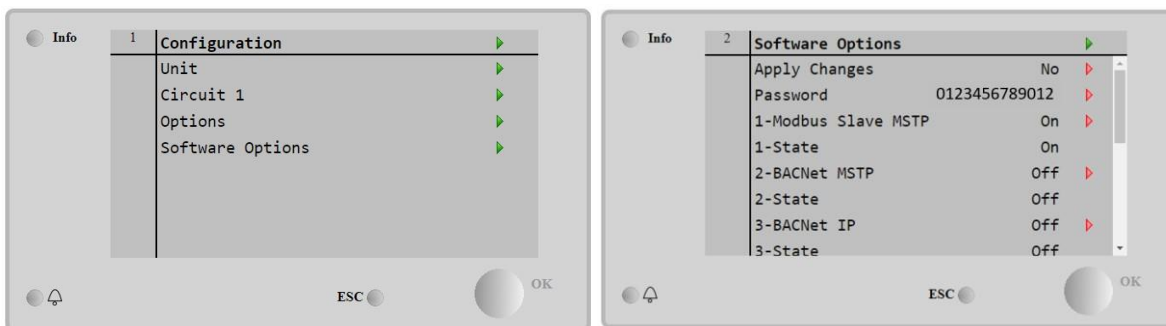 Info
1 Configuration
Unit
Circuit 1
Options
Software Options
ESC
OK
Info
2 Software Options
Apply Changes No
Password 0123456789012
1-Modbus Slave MSTP On
1-State On
2-BACNet MSTP Off
2-State Off
3-BACNet IP Off
3-State Off
ESC
OK